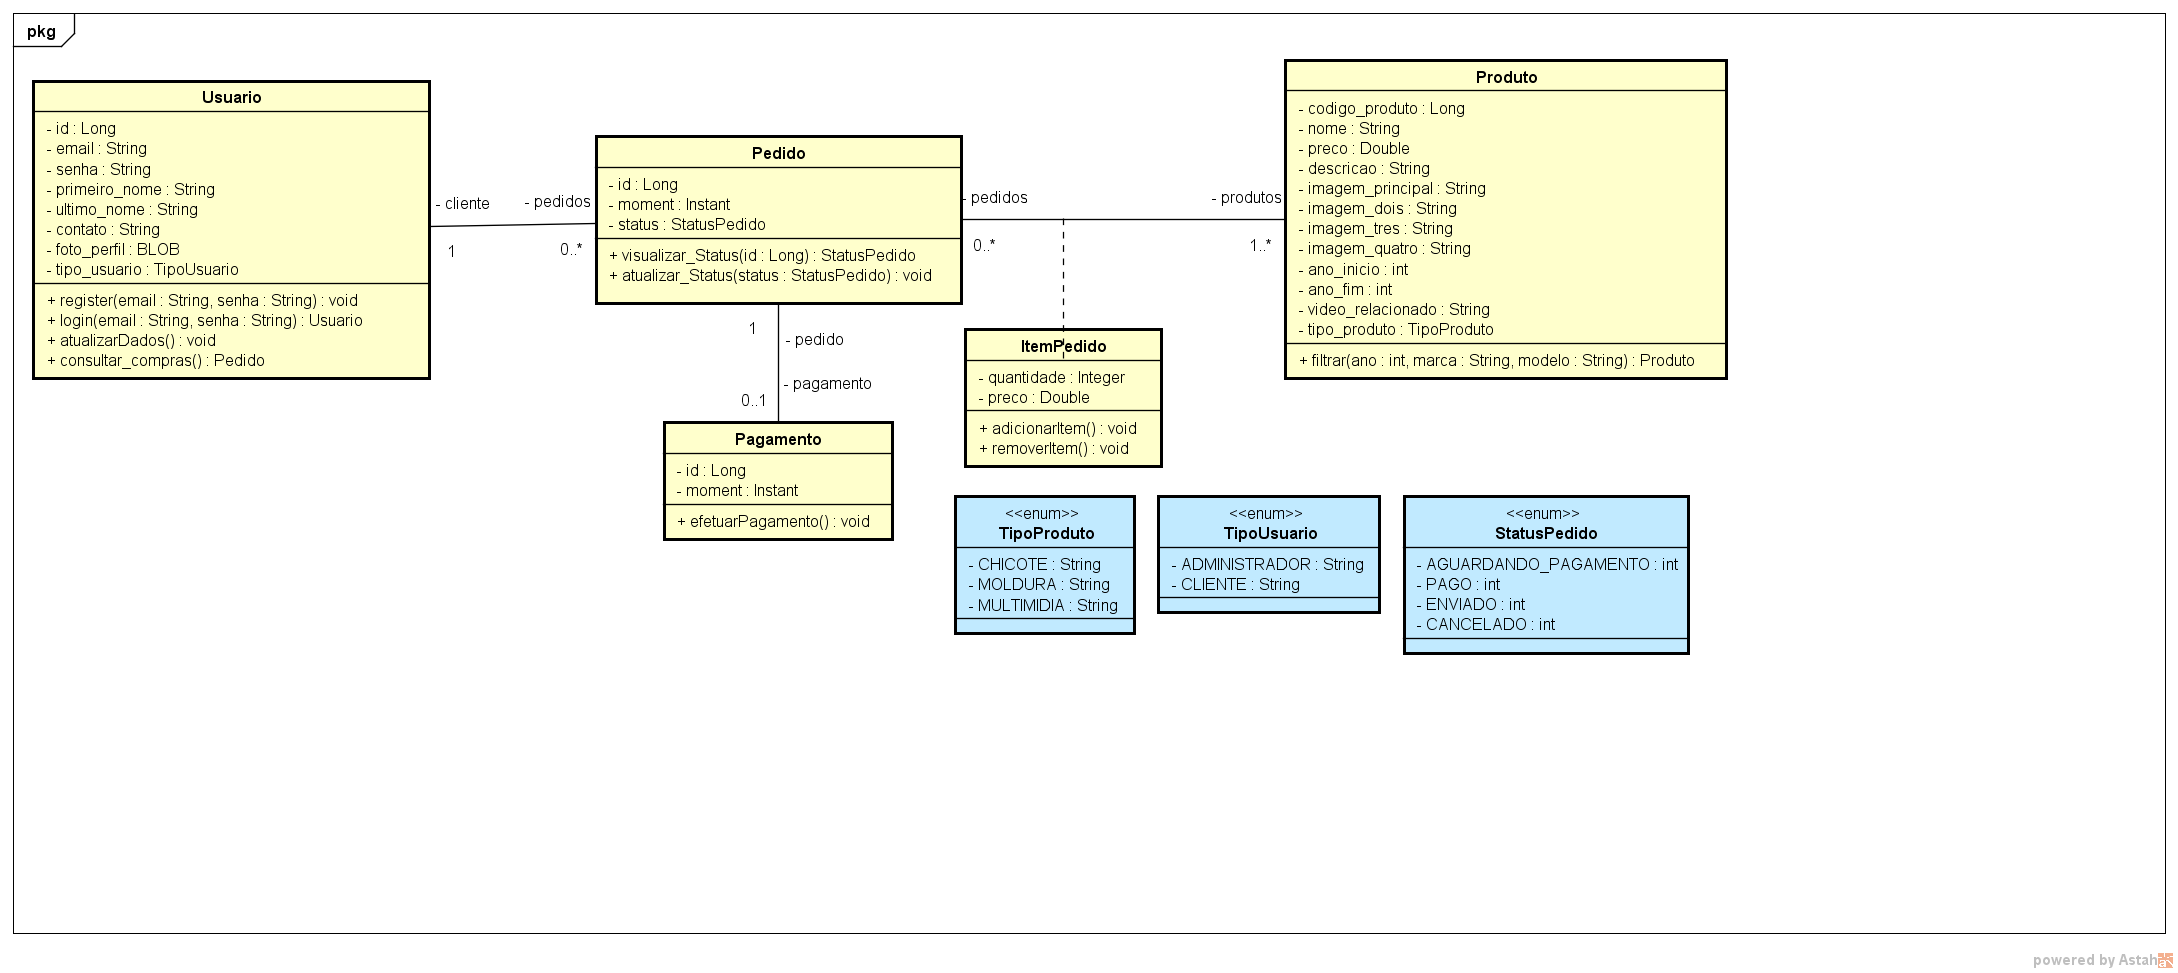 pkg
Usuario
- id : Long
- email : String
- senha : String
- primeiro_nome : String
- ultimo_nome : String
- contato : String
- foto_perfil : BLOB
- tipo_usuario : TipoUsuario
+ register(email : String, senha : String) : void
+ login(email : String, senha : String) : Usuario
+ atualizarDados() : void
+ consultar_compras() : Pedido
- cliente
1
- pedidos
0..*
Pedido
- id : Long
- moment : Instant
- status : StatusPedido
+ visualizar_Status(id : Long) : StatusPedido
+ atualizar_Status(status : StatusPedido) : void
1
- pedido
- pagamento
0..1
Pagamento
- id : Long
- moment : Instant
+ efetuarPagamento() : void
- pedidos
0..*
- produtos
1..*
ItemPedido
- quantidade : Integer
- preco : Double
+ adicionarItem() : void
+ removerItem() : void
Produto
- codigo_produto : Long
- nome : String
- preco : Double
- descricao : String
- imagem_principal : String
- imagem_dois : String
- imagem_tres : String
- imagem_quatro : String
- ano_inicio : int
- ano_fim : int
- video_relacionado : String
- tipo_produto : TipoProduto
+ filtrar(ano : int, marca : String, modelo : String) : Produto
<<enum>>
TipoProduto
- CHICOTE : String
- MOLDURA : String
- MULTIMIDIA : String
<<enum>>
TipoUsuario
- ADMINISTRADOR : String
- CLIENTE : String
<<enum>>
StatusPedido
- AGUARDANDO_PAGAMENTO : int
- PAGO : int
- ENVIADO : int
- CANCELADO : int
powered by Astah